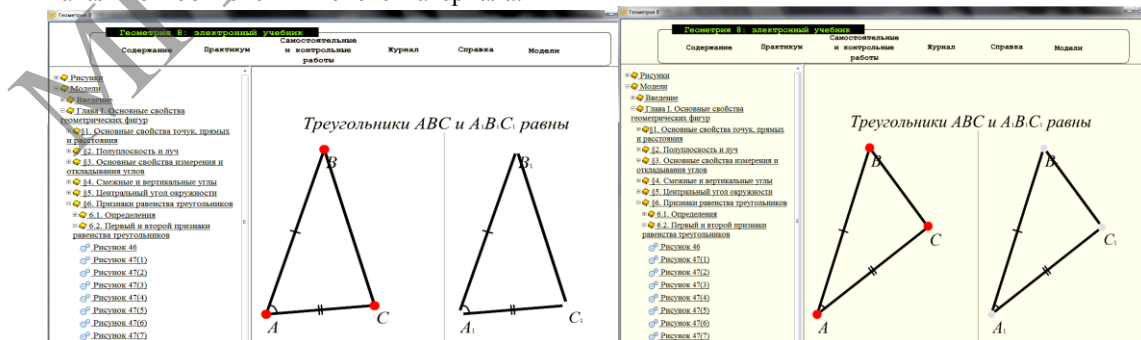 Геометрия 8
Геометрия 8: электронный учебник
Содержание Практикум Самостоятельные и контрольные работы Журнал Справка Модели
Рисунки
Модели
Введение
Глава I. Основные свойства
геометрических фигур
§1. Основные свойства точук, прямых
и расстояния
§2. Полуплоскость и луч
§3. Основные свойства измерения и
откладывания углов
§4. Смежные и вертикальные углы
§5. Центральный угол окружности
§6. Признаки равенства треугольников
6.1. Определения
6.2. Первый и второй признаки
равенства треугольников
Рисунок 46
Рисунок 47(1)
Рисунок 47(2)
Рисунок 47(3)
Рисунок 47(4)
Рисунок 47(5)
Рисунок 47(6)
Рисунок 47(7)
Треугольники ABC и A₁B₁C₁ равны
B
A
C
B₁
A₁
C₁
Геометрия 8
Геометрия 8: электронный учебник
Содержание Практикум Самостоятельные и контрольные работы Журнал Справка Модели
Рисунки
Модели
Введение
Глава I. Основные свойства
геометрических фигур
§1. Основные свойства точук, прямых
и расстояния
§2. Полуплоскость и луч
§3. Основные свойства измерения и
откладывания углов
§4. Смежные и вертикальные углы
§5. Центральный угол окружности
§6. Признаки равенства треугольников
6.1. Определения
6.2. Первый и второй признаки
равенства треугольников
Рисунок 46
Рисунок 47(1)
Рисунок 47(2)
Рисунок 47(3)
Рисунок 47(4)
Рисунок 47(5)
Рисунок 47(6)
Рисунок 47(7)
Треугольники ABC и A₁B₁C₁ равны
B
C
A
B₁
C₁
A₁